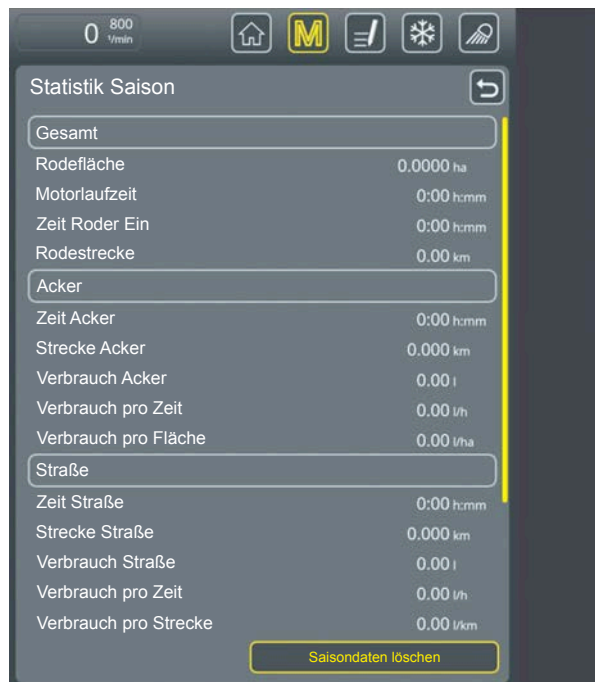 0 800 1/min
M
Statistik Saison
Gesamt
Rodefläche 0.0000 ha
Motorlaufzeit 0:00 h:mm
Zeit Roder Ein 0:00 h:mm
Rodestrecke 0.00 km
Acker
Zeit Acker 0:00 h:mm
Strecke Acker 0.000 km
Verbrauch Acker 0.00 l
Verbrauch pro Zeit 0.00 l/h
Verbrauch pro Fläche 0.00 l/ha
Straße
Zeit Straße 0:00 h:mm
Strecke Straße 0.000 km
Verbrauch Straße 0.00 l
Verbrauch pro Zeit 0.00 l/h
Verbrauch pro Strecke 0.00 l/km
Saisondaten löschen